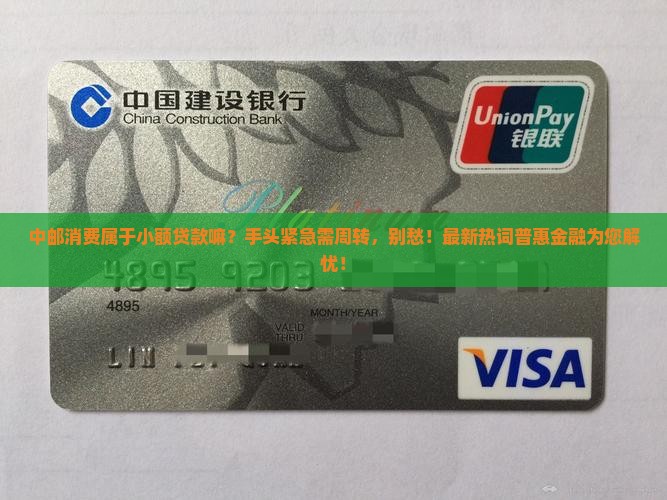 中国建设银行
China Construction Bank
UnionPay
银联
Platinum
中邮消费属于小额贷款嘛？手头紧急需周转，别愁！最新热词普惠金融为您解
忧！
4895 9203
4895
MONTH/YEAR
VALID
THRU
LIN
VISA